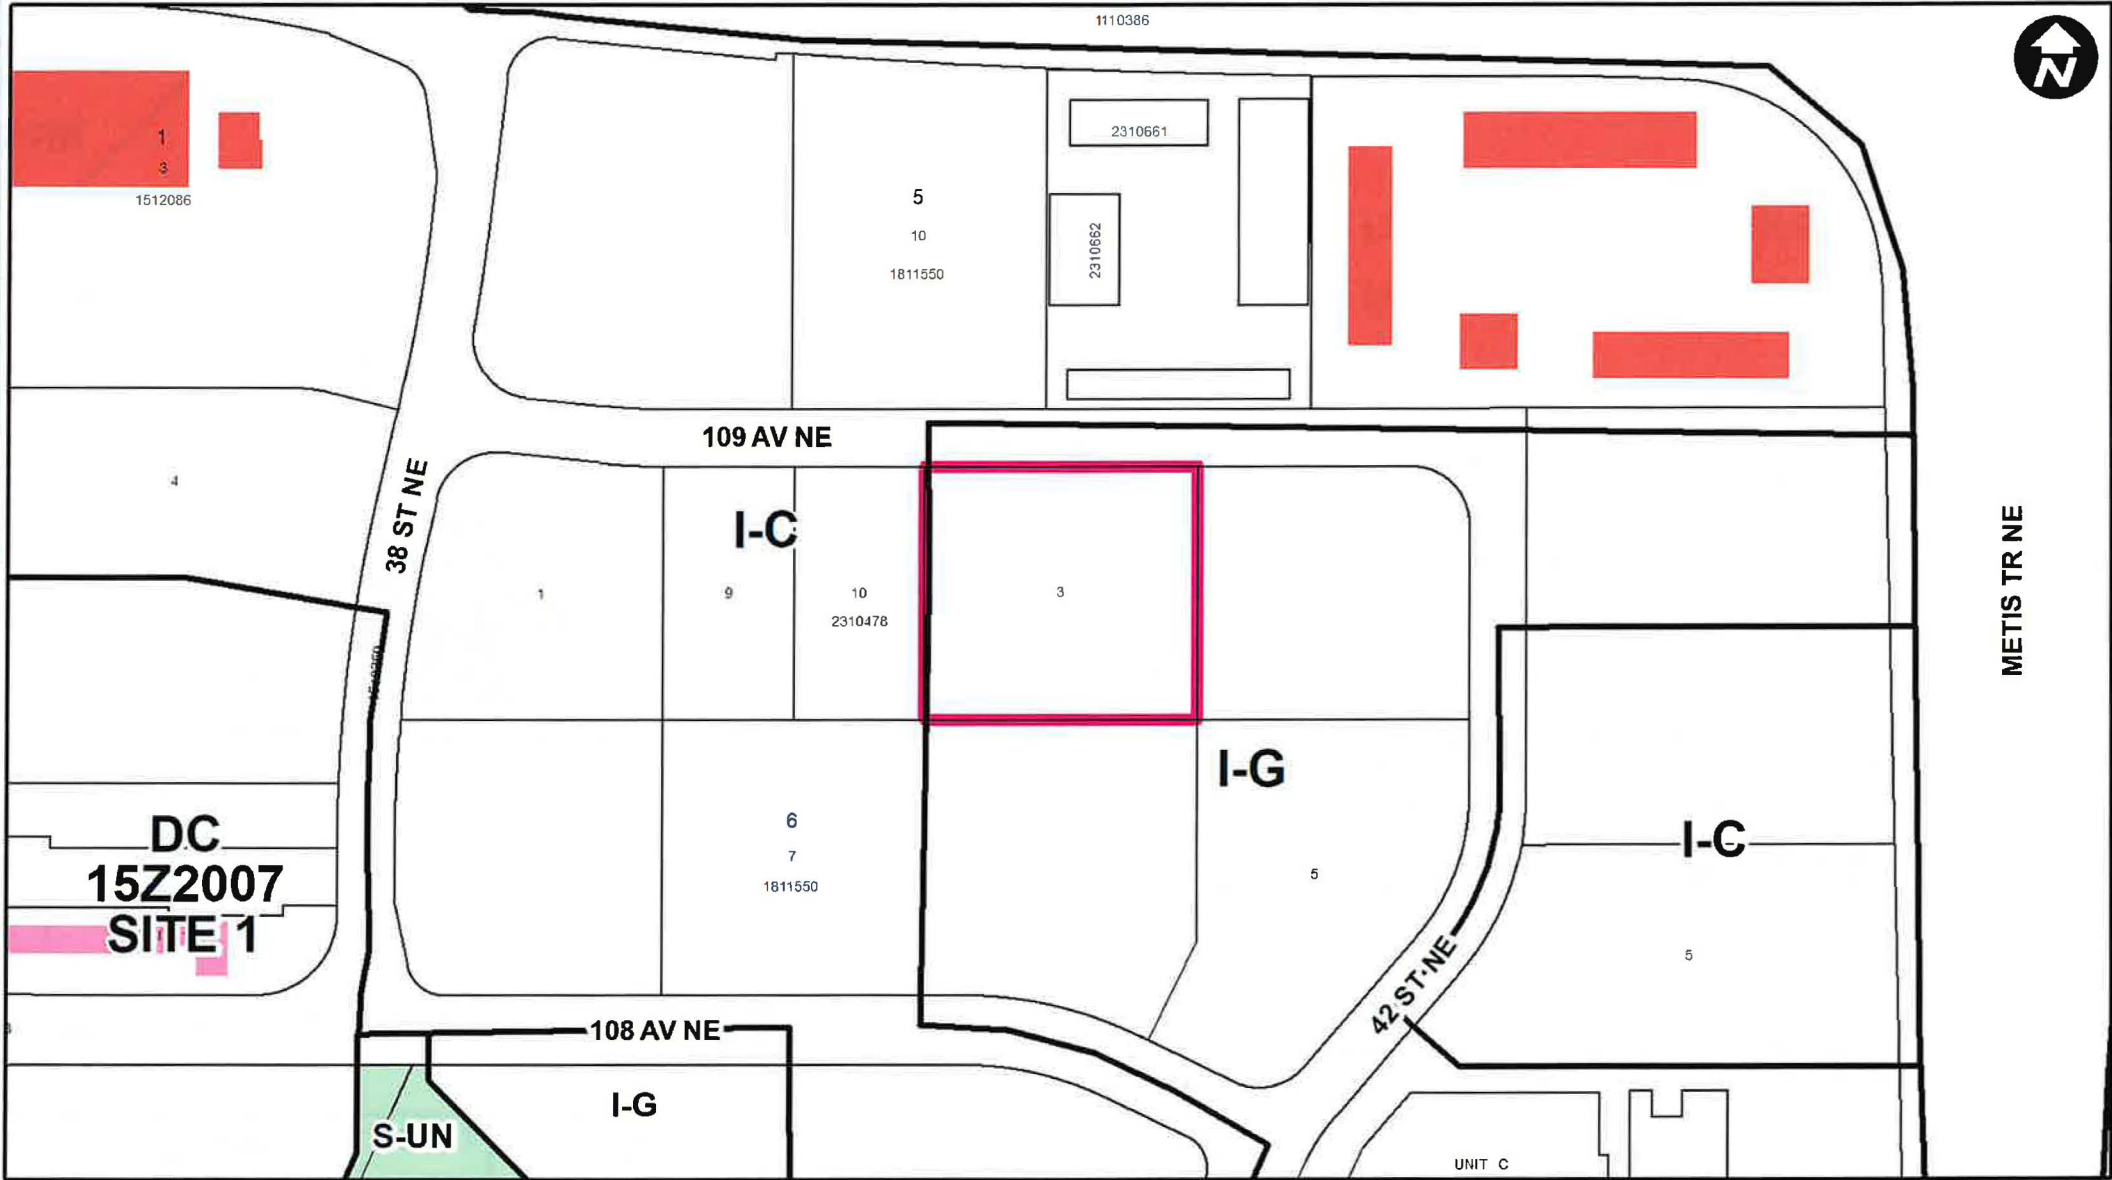 1110386
N
1
3
1512086
2310661
5
10
1811550
2310662
109 AV NE
38 ST NE
4
I-C
1
9
10
2310478
3
METIS TR NE
I-G
6
7
1811550
5
I-C
5
DC
15Z2007
SITE 1
42 ST NE
108 AV NE
I-G
S-UN
UNIT C